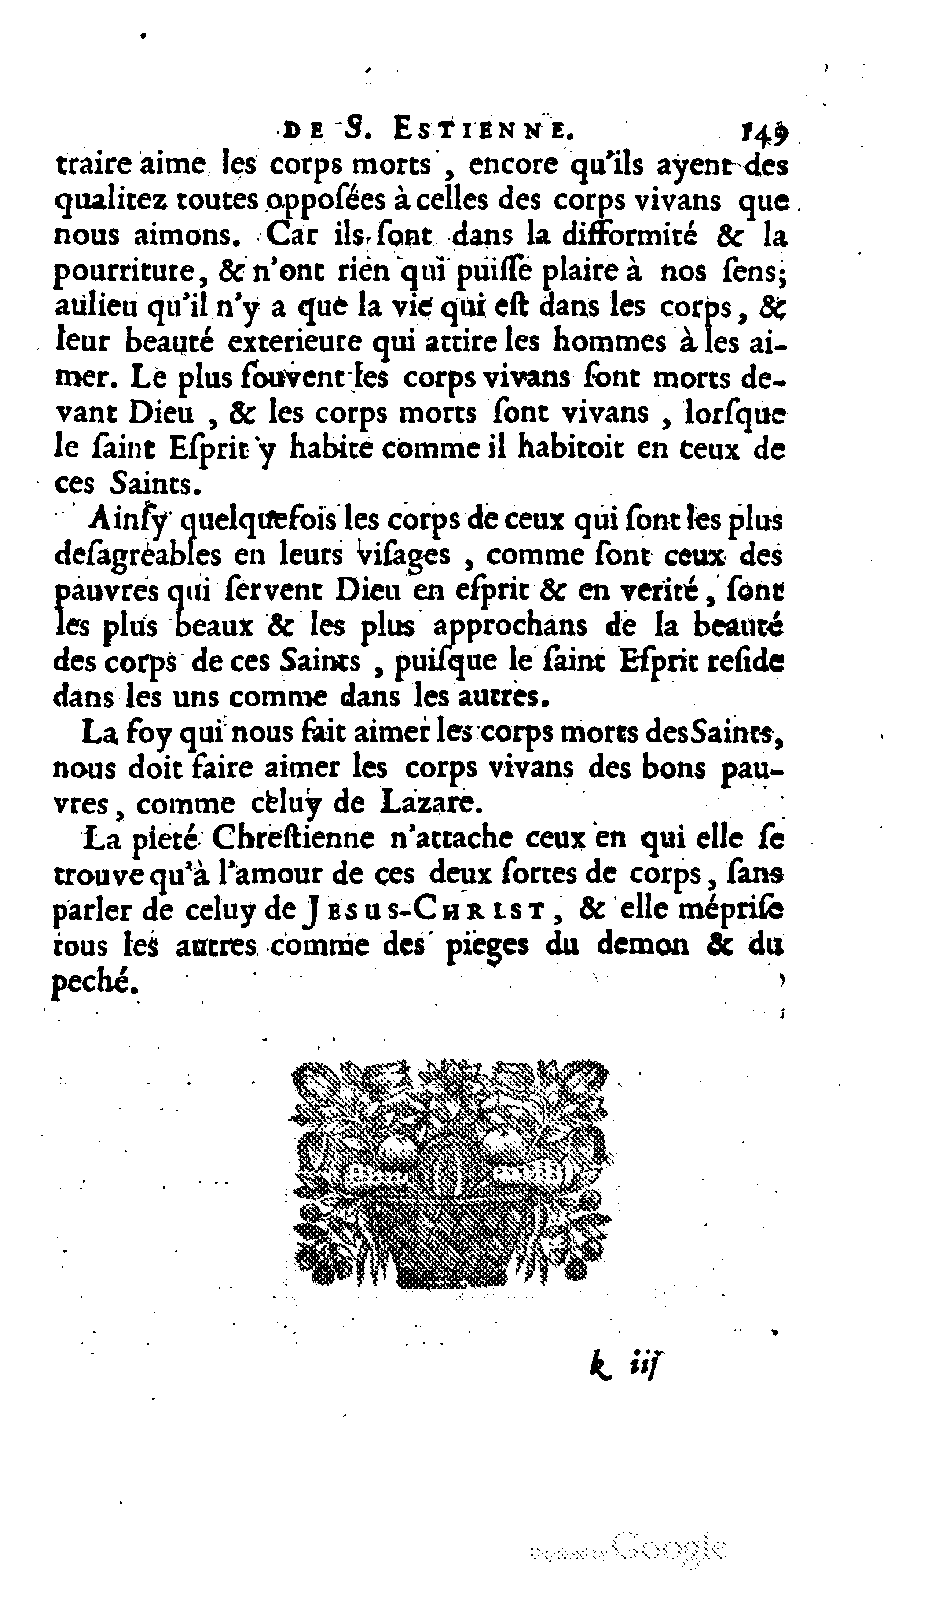 DE S. ESTIENNE. 149
traire aime les corps morts, encore qu'ils ayent des
qualitez toutes opposées à celles des corps vivans que
nous aimons. Car ils ſont dans la difformité & la
pourriture, & n'ont rien qui puiſſe plaire à nos ſens;
aulieu qu'il n'y a que la vie qui eſt dans les corps, &
leur beauté exterieure qui attire les hommes à les ai-
mer. Le plus ſouvent les corps vivans ſont morts de-
vant Dieu, & les corps morts ſont vivans, lorſque
le ſaint Eſprit y habite comme il habitoit en ceux de
ces Saints.
Ainſy quelquefois les corps de ceux qui ſont les plus
deſagréables en leurs viſages, comme ſont ceux des
pauvres qui ſervent Dieu en eſprit & en verité, ſont
les plus beaux & les plus approchans de la beauté
des corps de ces Saints, puiſque le ſaint Eſprit reſide
dans les uns comme dans les autres.
La foy qui nous fait aimer les corps morts des Saints,
nous doit faire aimer les corps vivans des bons pau-
vres, comme celuy de Lazare.
La pieté Chreſtienne n'attache ceux en qui elle ſe
trouve qu'à l'amour de ces deux ſortes de corps, ſans
parler de celuy de JESUS-CHRIST, & elle mépriſe
tous les autres comme des pieges du demon & du
peché.
k iij
Digitized by Google